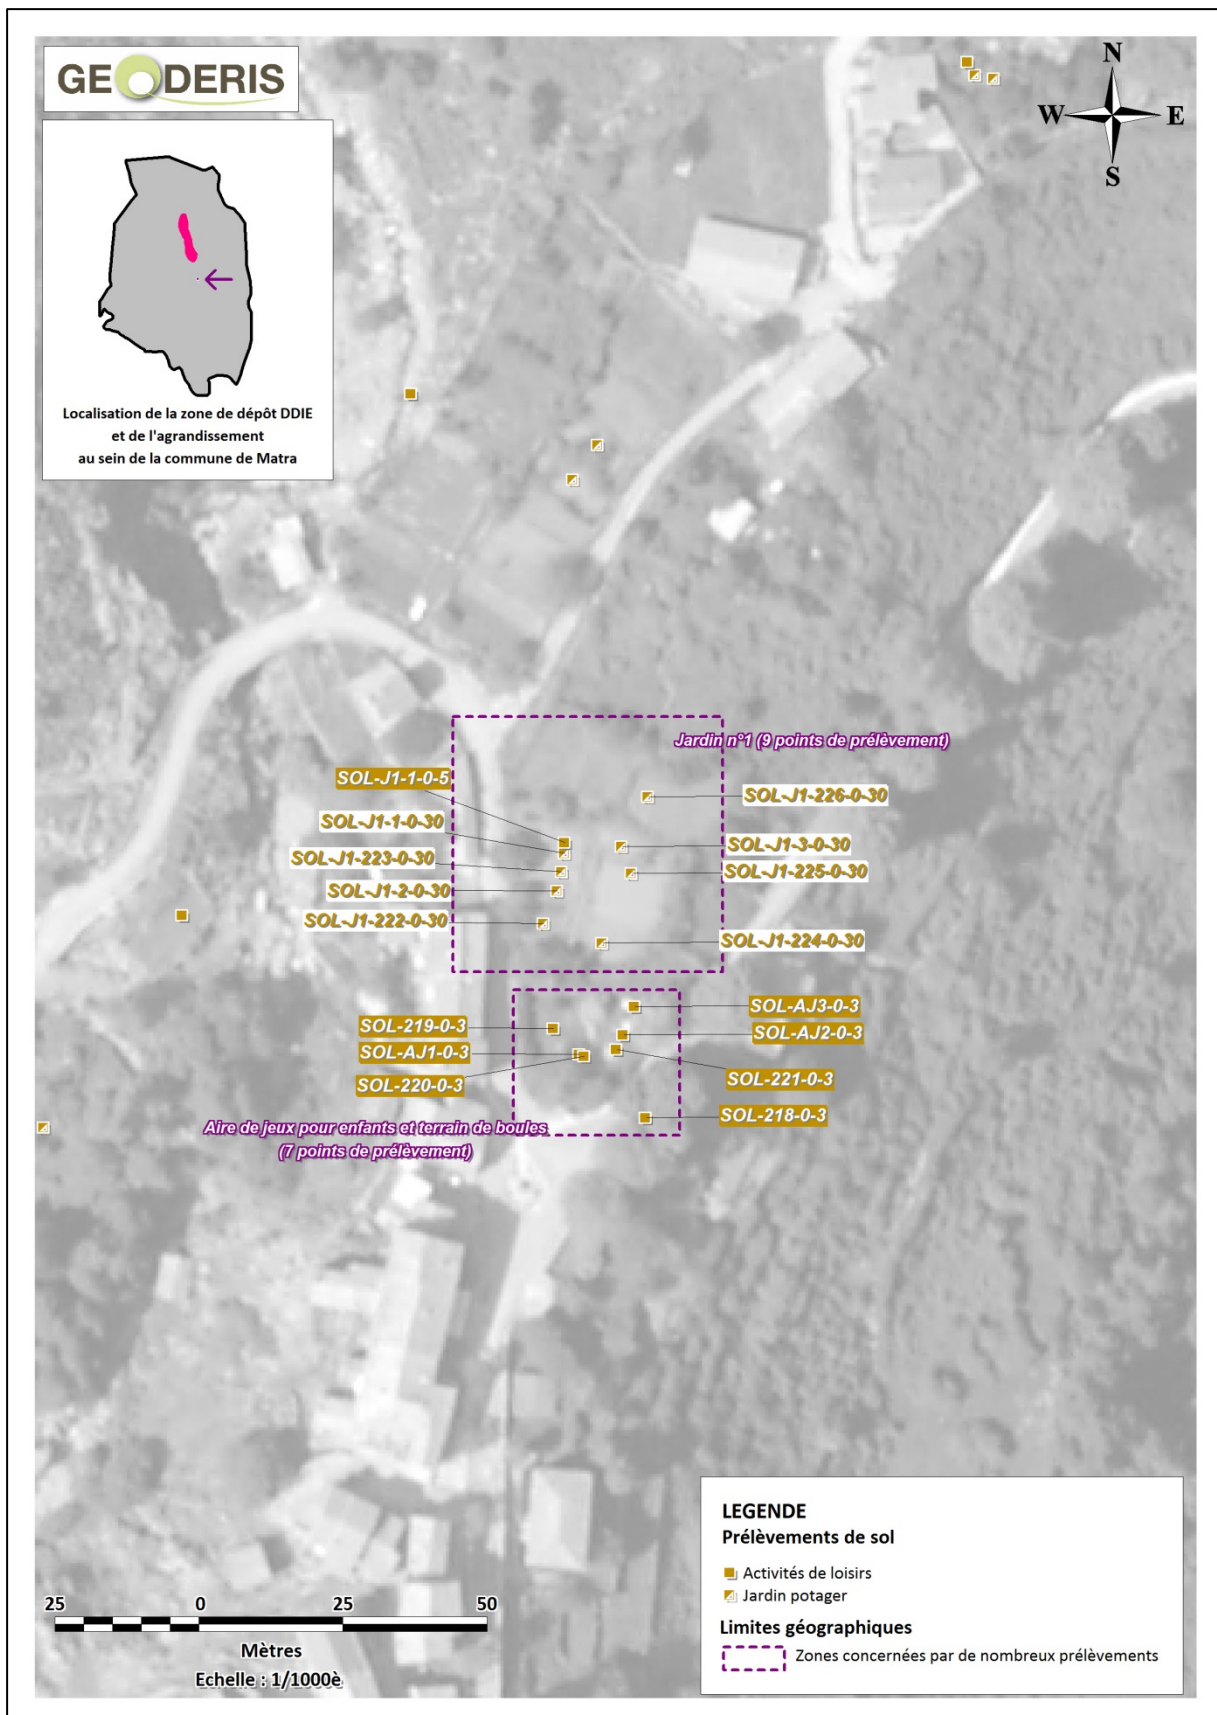 GEODERIS
N
W E
S
Localisation de la zone de dépôt DDIE
et de l'agrandissement
au sein de la commune de Matra
Jardin n°1 (9 points de prélèvement)
SOL-J1-1-0-5
SOL-J1-1-0-30
SOL-J1-223-0-30
SOL-J1-2-0-30
SOL-J1-222-0-30
SOL-J1-226-0-30
SOL-J1-3-0-30
SOL-J1-225-0-30
SOL-J1-224-0-30
SOL-219-0-3
SOL-AJ1-0-3
SOL-220-0-3
SOL-AJ3-0-3
SOL-AJ2-0-3
SOL-221-0-3
SOL-218-0-3
Aire de jeux pour enfants et terrain de boules
(7 points de prélèvement)
25 0 25 50
Mètres
Echelle : 1/1000è
LEGENDE
Prélèvements de sol
Activités de loisirs
Jardin potager
Limites géographiques
Zones concernées par de nombreux prélèvements